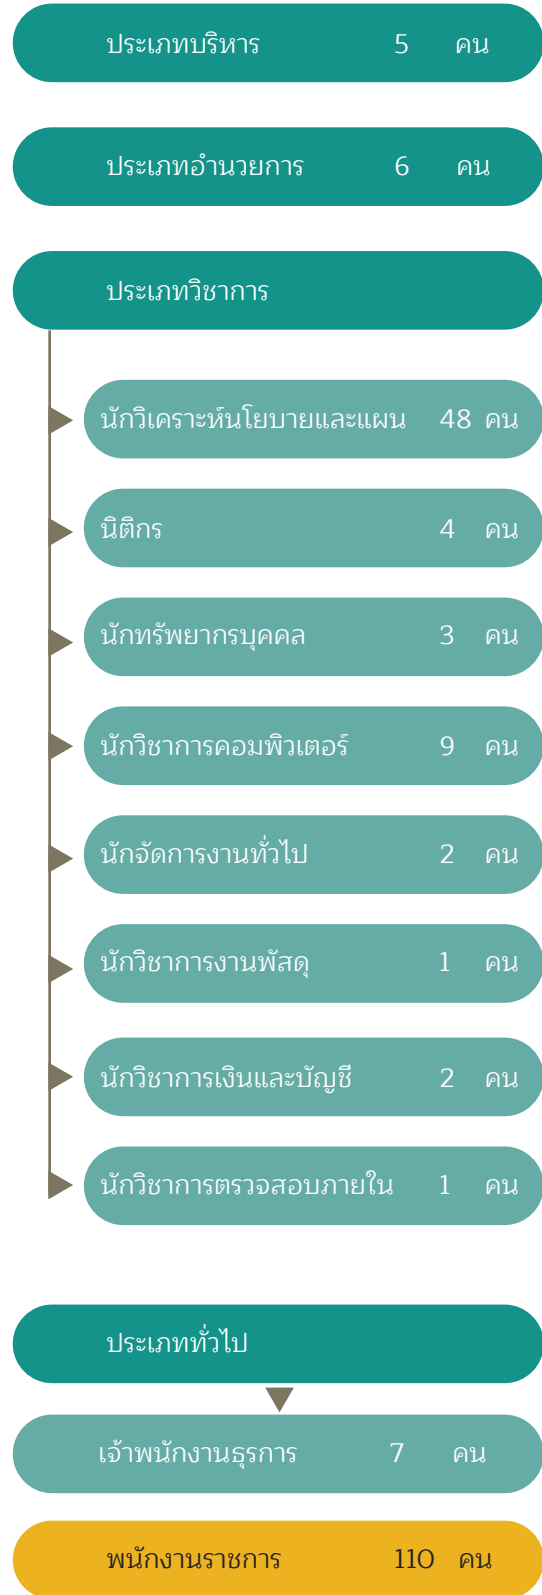 ประเภทบริหาร 5 คน
ประเภทอำนวยการ 6 คน
ประเภทวิชาการ
นักวิเคราะห์นโยบายและแผน 48 คน
นิติกร 4 คน
นักทรัพยากรบุคคล 3 คน
นักวิชาการคอมพิวเตอร์ 9 คน
นักจัดการงานทั่วไป 2 คน
นักวิชาการงานพัสดุ 1 คน
นักวิชาการเงินและบัญชี 2 คน
นักวิชาการตรวจสอบภายใน 1 คน
ประเภททั่วไป
เจ้าพนักงานธุรการ 7 คน
พนักงานราชการ 110 คน